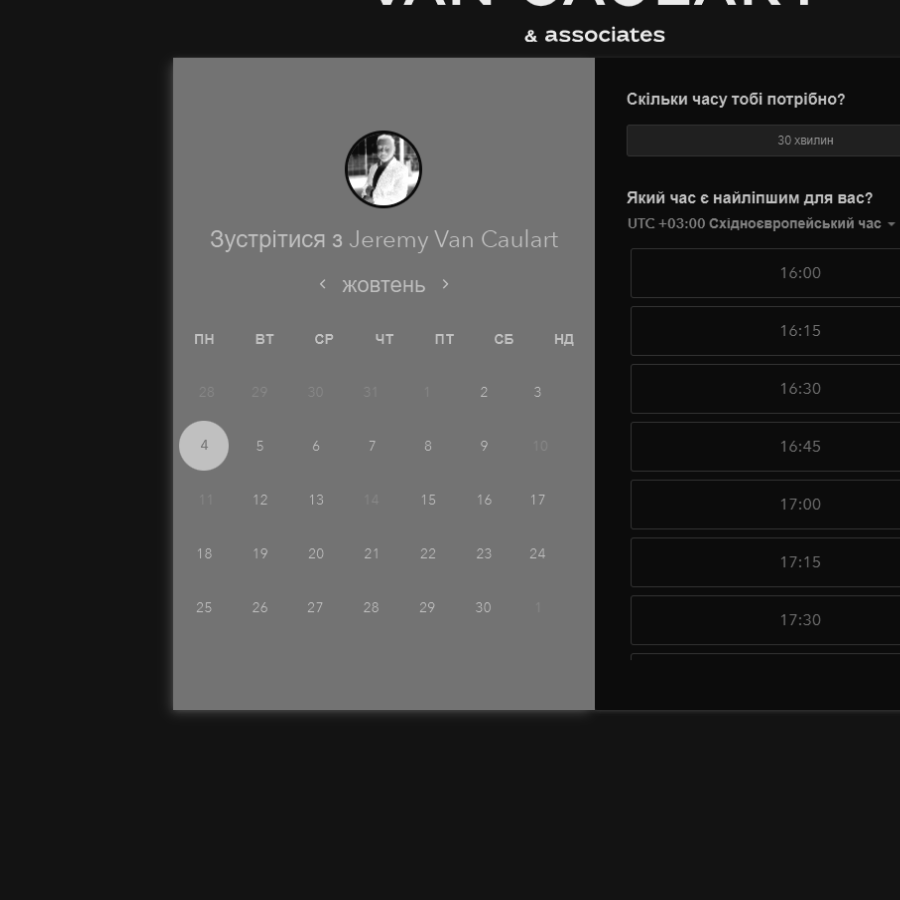 VAN CAULART
& associates
Зустрітися з Jeremy Van Caulart
жовтень
ПН ВТ СР ЧТ ПТ СБ НД
28 29 30 31 1 2 3
4 5 6 7 8 9 10
11 12 13 14 15 16 17
18 19 20 21 22 23 24
25 26 27 28 29 30 1
Скільки часу тобі потрібно?
30 хвилин
Який час є найліпшим для вас?
UTC +03:00 Східноєвропейський час
16:00
16:15
16:30
16:45
17:00
17:15
17:30